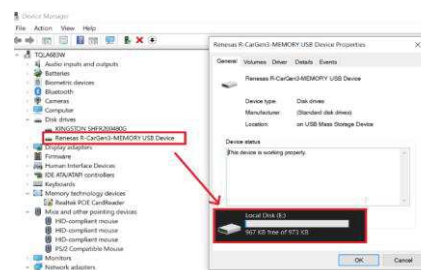 Device Manager
File Action View Help
TQLA683W
Audio inputs and outputs
Batteries
Biometric devices
Bluetooth
Cameras
Computer
Disk drives
KINGSTON SHFR200480G
Renesas R-CarGen3-MEMORY USB Device
Display adapters
Firmware
Human Interface Devices
IDE ATA/ATAPI controllers
Keyboards
Memory technology devices
Realtek PCIE CardReader
Mice and other pointing devices
HID-compliant mouse
HID-compliant mouse
HID-compliant mouse
PS/2 Compatible Mouse
Monitors
Network adapters
Renesas R-CarGen3-MEMORY USB Device Properties
General Volumes Driver Details Events
Renesas R-CarGen3-MEMORY USB Device
Device type: Disk drives
Manufacturer: (Standard disk drives)
Location: on USB Mass Storage Device
Device status
This device is working properly.
Local Disk (E:)
967 KB free of 973 KB
OK Cancel